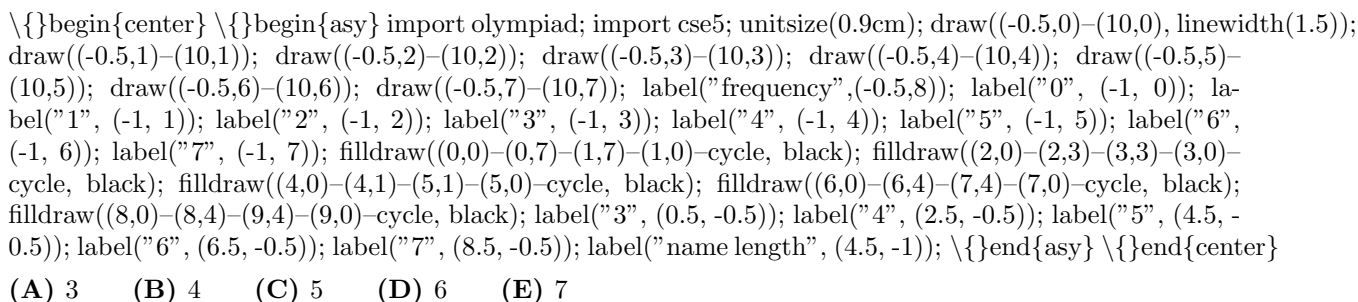 \{}begin{center} \{}begin{asy} import olympiad; import cse5; unitsize(0.9cm); draw((-0.5,0)–(10,0), linewidth(1.5));
draw((-0.5,1)–(10,1)); draw((-0.5,2)–(10,2)); draw((-0.5,3)–(10,3)); draw((-0.5,4)–(10,4)); draw((-0.5,5)–
(10,5)); draw((-0.5,6)–(10,6)); draw((-0.5,7)–(10,7)); label("frequency",(-0.5,8)); label("0", (-1, 0)); la-
bel("1", (-1, 1)); label("2", (-1, 2)); label("3", (-1, 3)); label("4", (-1, 4)); label("5", (-1, 5)); label("6",
(-1, 6)); label("7", (-1, 7)); filldraw((0,0)–(0,7)–(1,7)–(1,0)–cycle, black); filldraw((2,0)–(2,3)–(3,3)–(3,0)–
cycle, black); filldraw((4,0)–(4,1)–(5,1)–(5,0)–cycle, black); filldraw((6,0)–(6,4)–(7,4)–(7,0)–cycle, black);
filldraw((8,0)–(8,4)–(9,4)–(9,0)–cycle, black); label("3", (0.5, -0.5)); label("4", (2.5, -0.5)); label("5", (4.5, -
0.5)); label("6", (6.5, -0.5)); label("7", (8.5, -0.5)); label("name length", (4.5, -1)); \{}end{asy} \{}end{center}
(A) 3 (B) 4 (C) 5 (D) 6 (E) 7